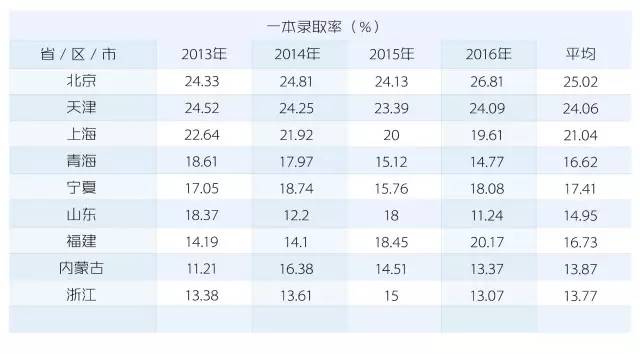 一本录取率（%）
省/区/市 2013年 2014年 2015年 2016年 平均
北京 24.33 24.81 24.13 26.81 25.02
天津 24.52 24.25 23.39 24.09 24.06
上海 22.64 21.92 20 19.61 21.04
青海 18.61 17.97 15.12 14.77 16.62
宁夏 17.05 18.74 15.76 18.08 17.41
山东 18.37 12.2 18 11.24 14.95
福建 14.19 14.1 18.45 20.17 16.73
内蒙古 11.21 16.38 14.51 13.37 13.87
浙江 13.38 13.61 15 13.07 13.77